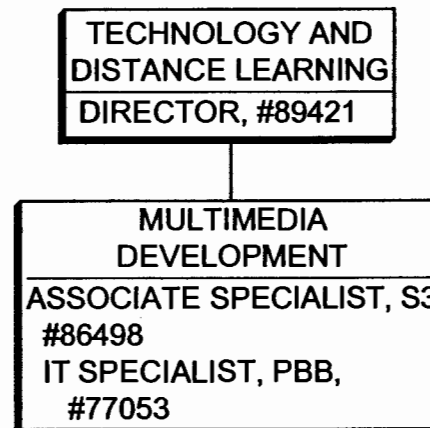 TECHNOLOGY AND
DISTANCE LEARNING
DIRECTOR, #89421
MULTIMEDIA
DEVELOPMENT
ASSOCIATE SPECIALIST, S3
#86498
IT SPECIALIST, PBB,
#77053